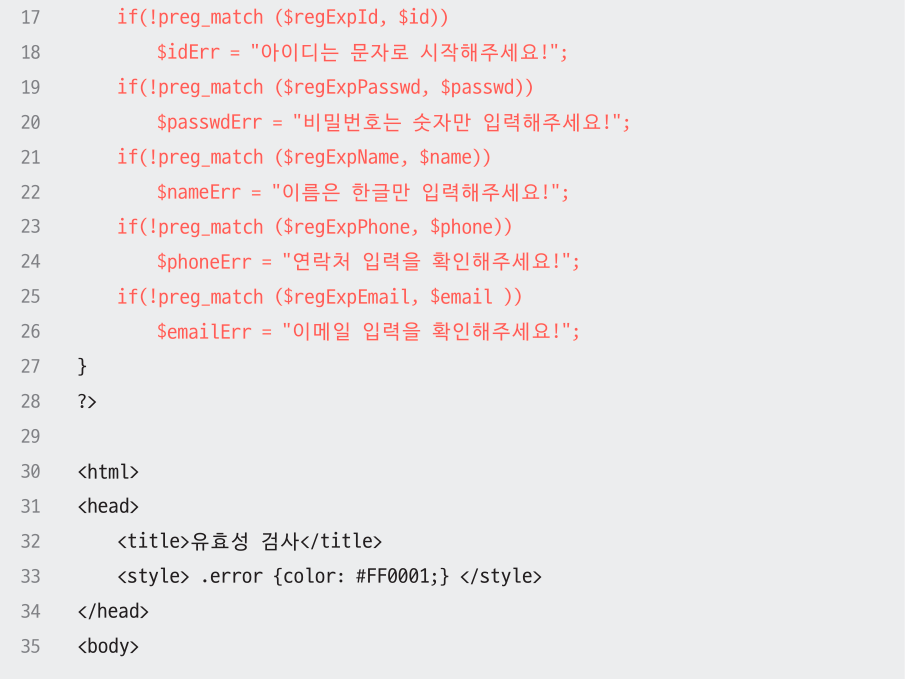 17 if(!preg_match ($regExpId, $id))
18 $idErr = "아이디는 문자로 시작해주세요!";
19 if(!preg_match ($regExpPasswd, $passwd))
20 $passwdErr = "비밀번호는 숫자만 입력해주세요!";
21 if(!preg_match ($regExpName, $name))
22 $nameErr = "이름은 한글만 입력해주세요!";
23 if(!preg_match ($regExpPhone, $phone))
24 $phoneErr = "연락처 입력을 확인해주세요!";
25 if(!preg_match ($regExpEmail, $email ))
26 $emailErr = "이메일 입력을 확인해주세요!";
27 }
28 ?>
29
30 <html>
31 <head>
32 <title>유효성 검사</title>
33 <style> .error {color: #FF0001;} </style>
34 </head>
35 <body>